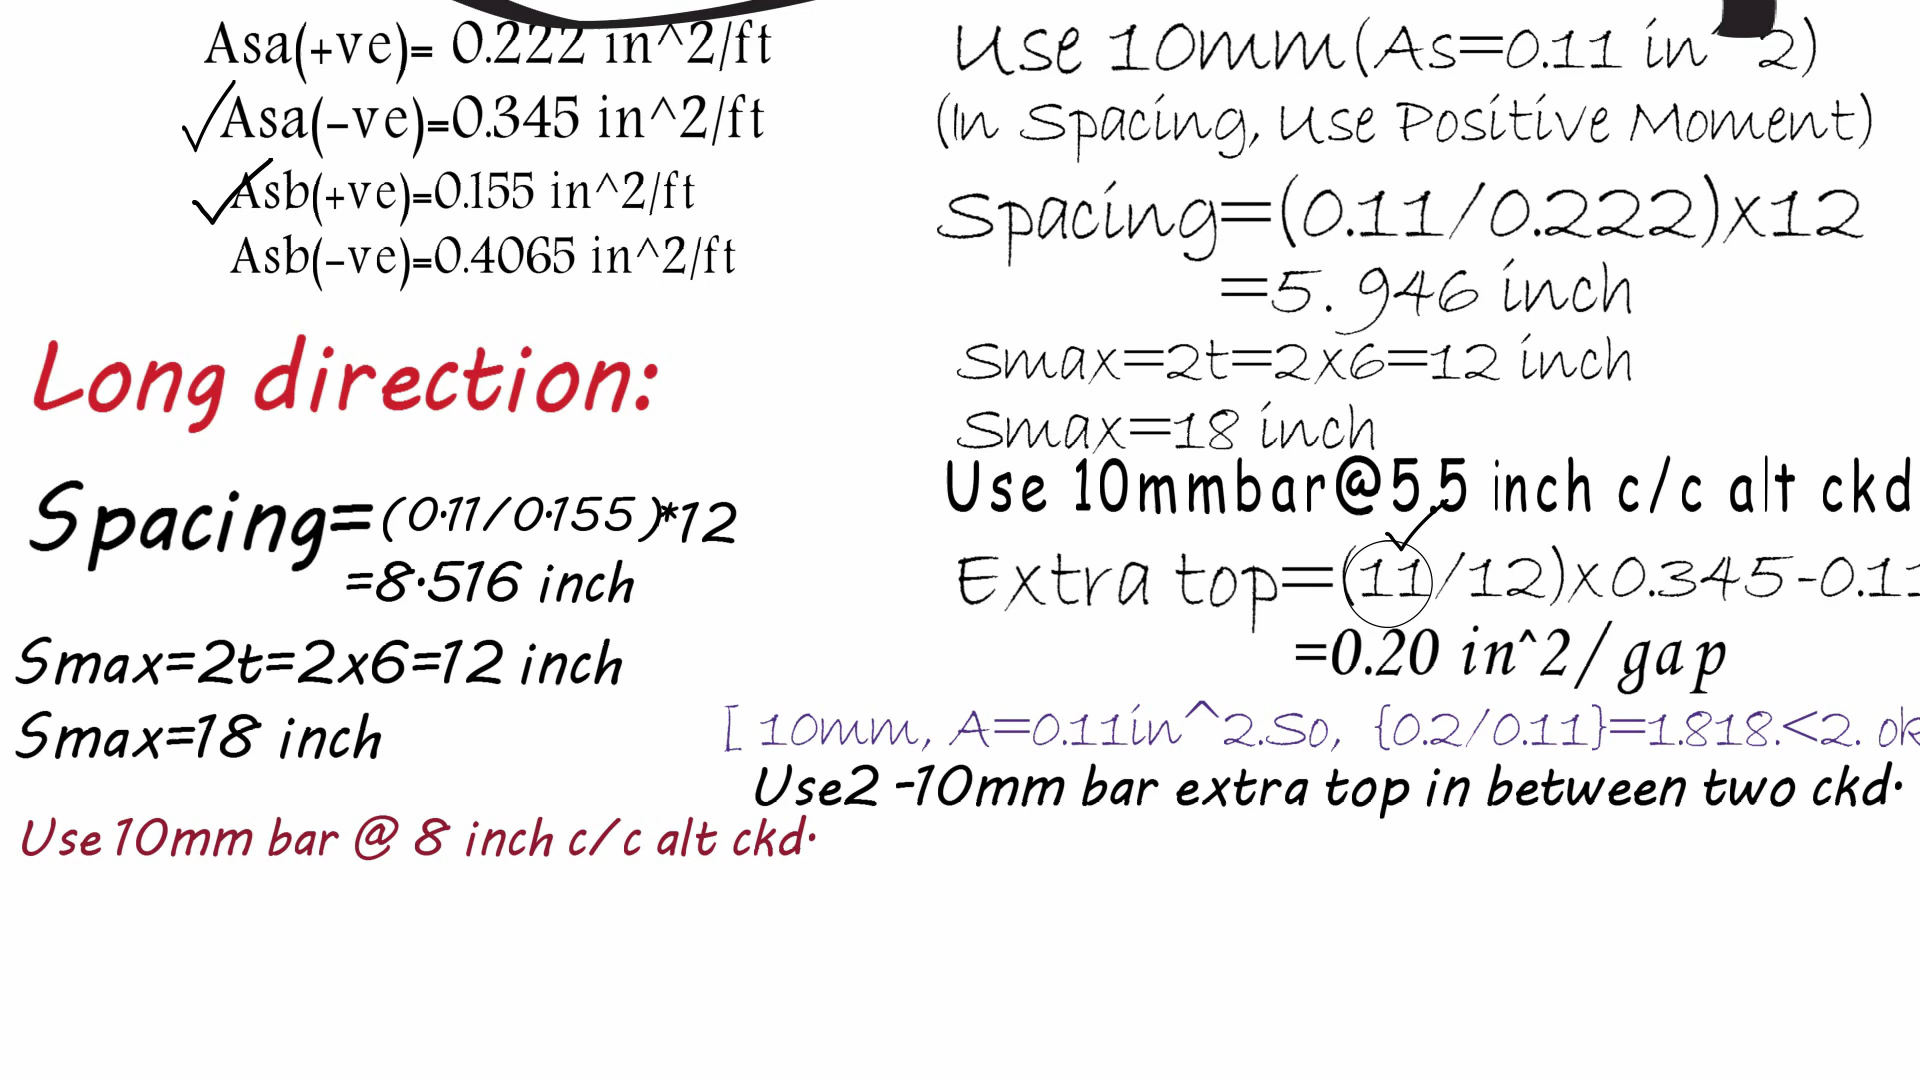 Asa(+ve)= 0.222 in^2/ft
Asa(-ve)=0.345 in^2/ft
Asb(+ve)=0.155 in^2/ft
Asb(-ve)=0.4065 in^2/ft
Long direction:
Spacing=(0.11/0.155)*12
=8.516 inch
Smax=2t=2x6=12 inch
Smax=18 inch
Use 10mm bar @ 8 inch c/c alt ckd.
Use 10mm(As=0.11 in^2)
(In Spacing, Use Positive Moment)
Spacing=(0.11/0.222)x12
=5.946 inch
Smax=2t=2x6=12 inch
Smax=18 inch
Use 10mmbar@5.5 inch c/c alt ckd
Extra top=(11/12)x0.345-0.11
=0.20 in^2/gap
[ 10mm, A=0.11in^2.So, {0.2/0.11}=1.818.<2. ok
Use2 -10mm bar extra top in between two ckd.